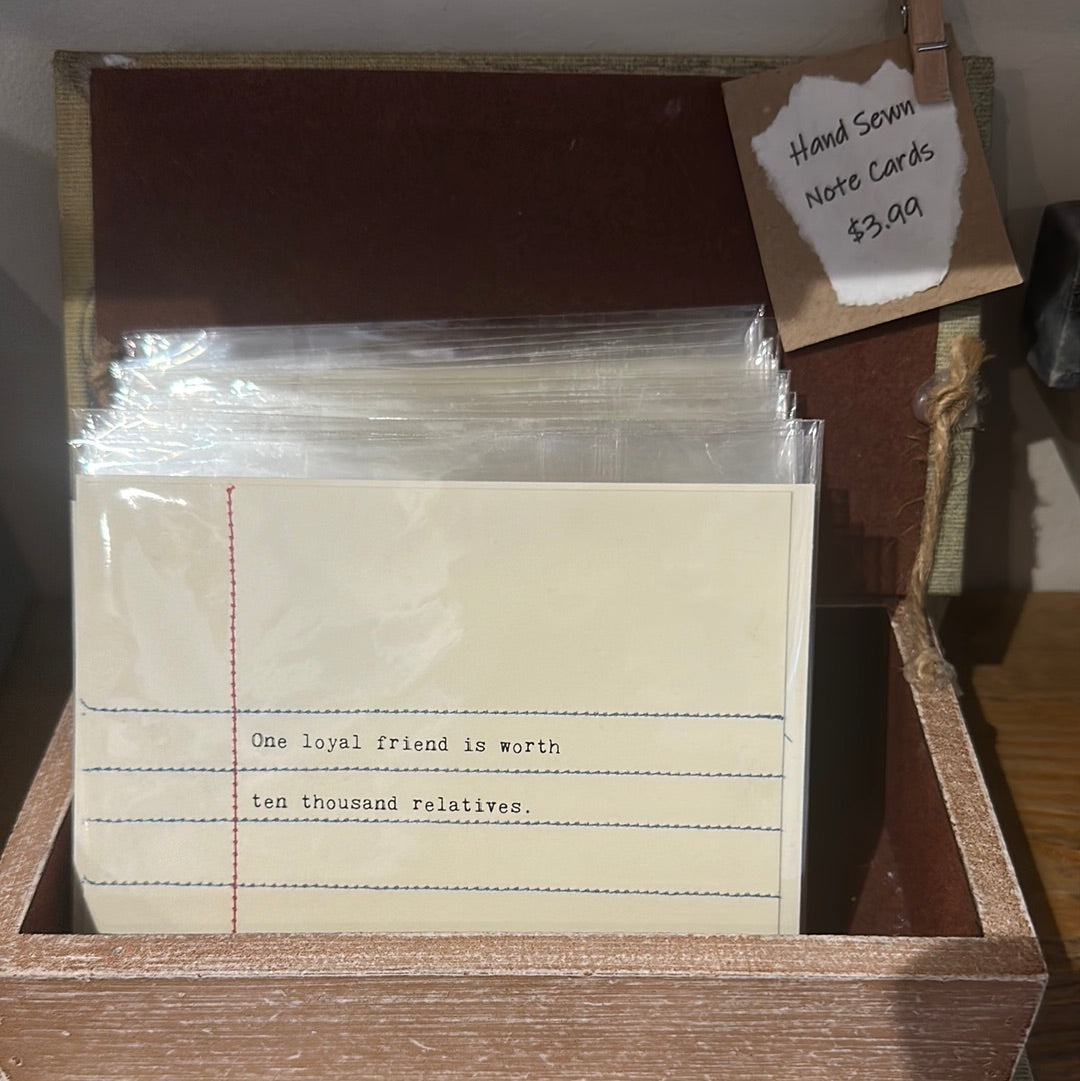 Hand Sewn
Note Cards
$3.99
One loyal friend is worth
ten thousand relatives.